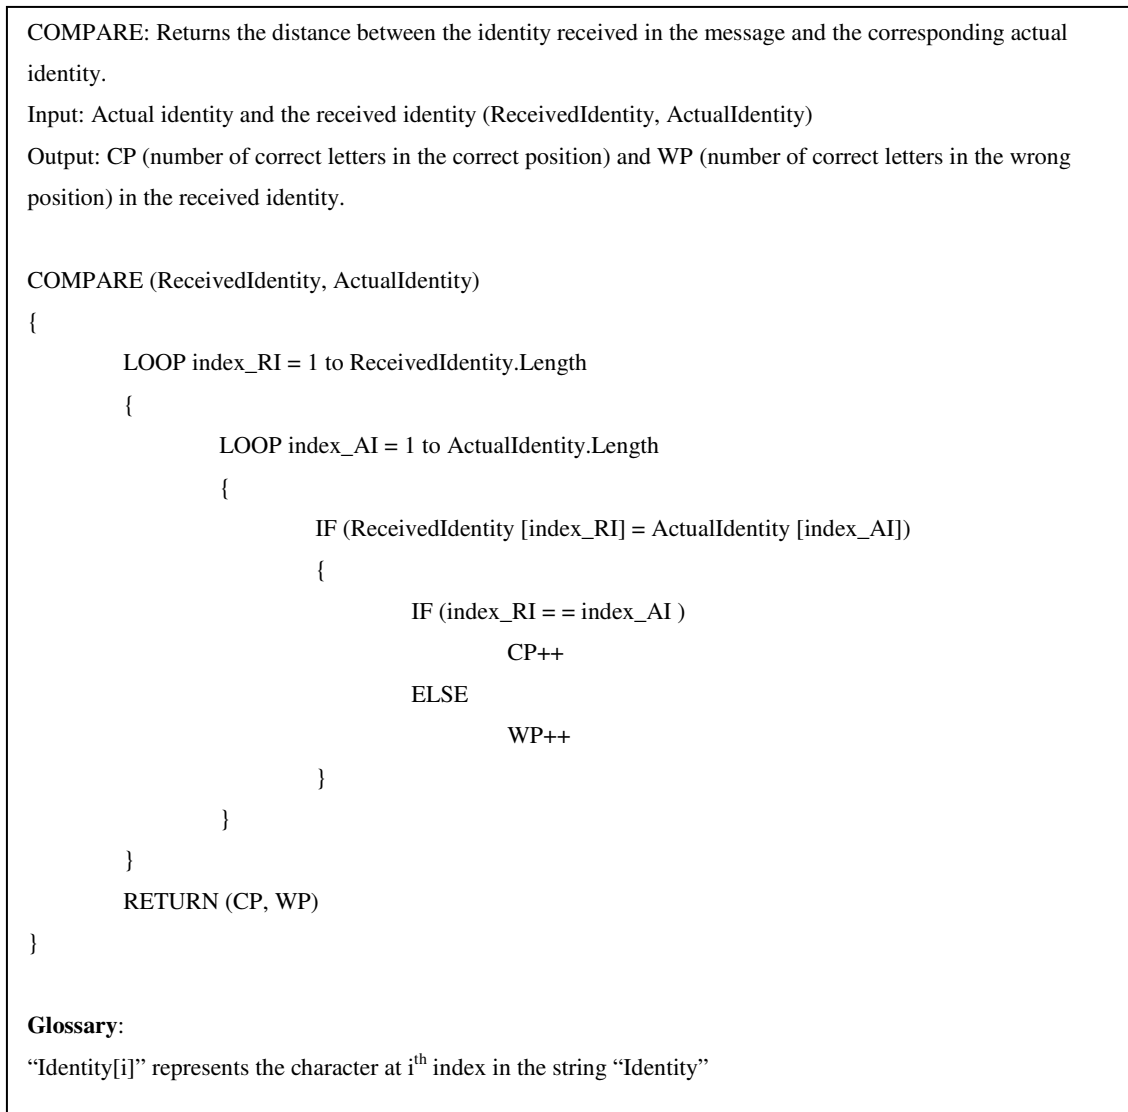 COMPARE: Returns the distance between the identity received in the message and the corresponding actual
identity.
Input: Actual identity and the received identity (ReceivedIdentity, ActualIdentity)
Output: CP (number of correct letters in the correct position) and WP (number of correct letters in the wrong
position) in the received identity.
COMPARE (ReceivedIdentity, ActualIdentity)
{
LOOP index_RI = 1 to ReceivedIdentity.Length
{
LOOP index_AI = 1 to ActualIdentity.Length
{
IF (ReceivedIdentity [index_RI] = ActualIdentity [index_AI])
{
IF (index_RI = = index_AI )
CP++
ELSE
WP++
}
}
}
RETURN (CP, WP)
}
Glossary:
“Identity[i]” represents the character at i^th index in the string “Identity”